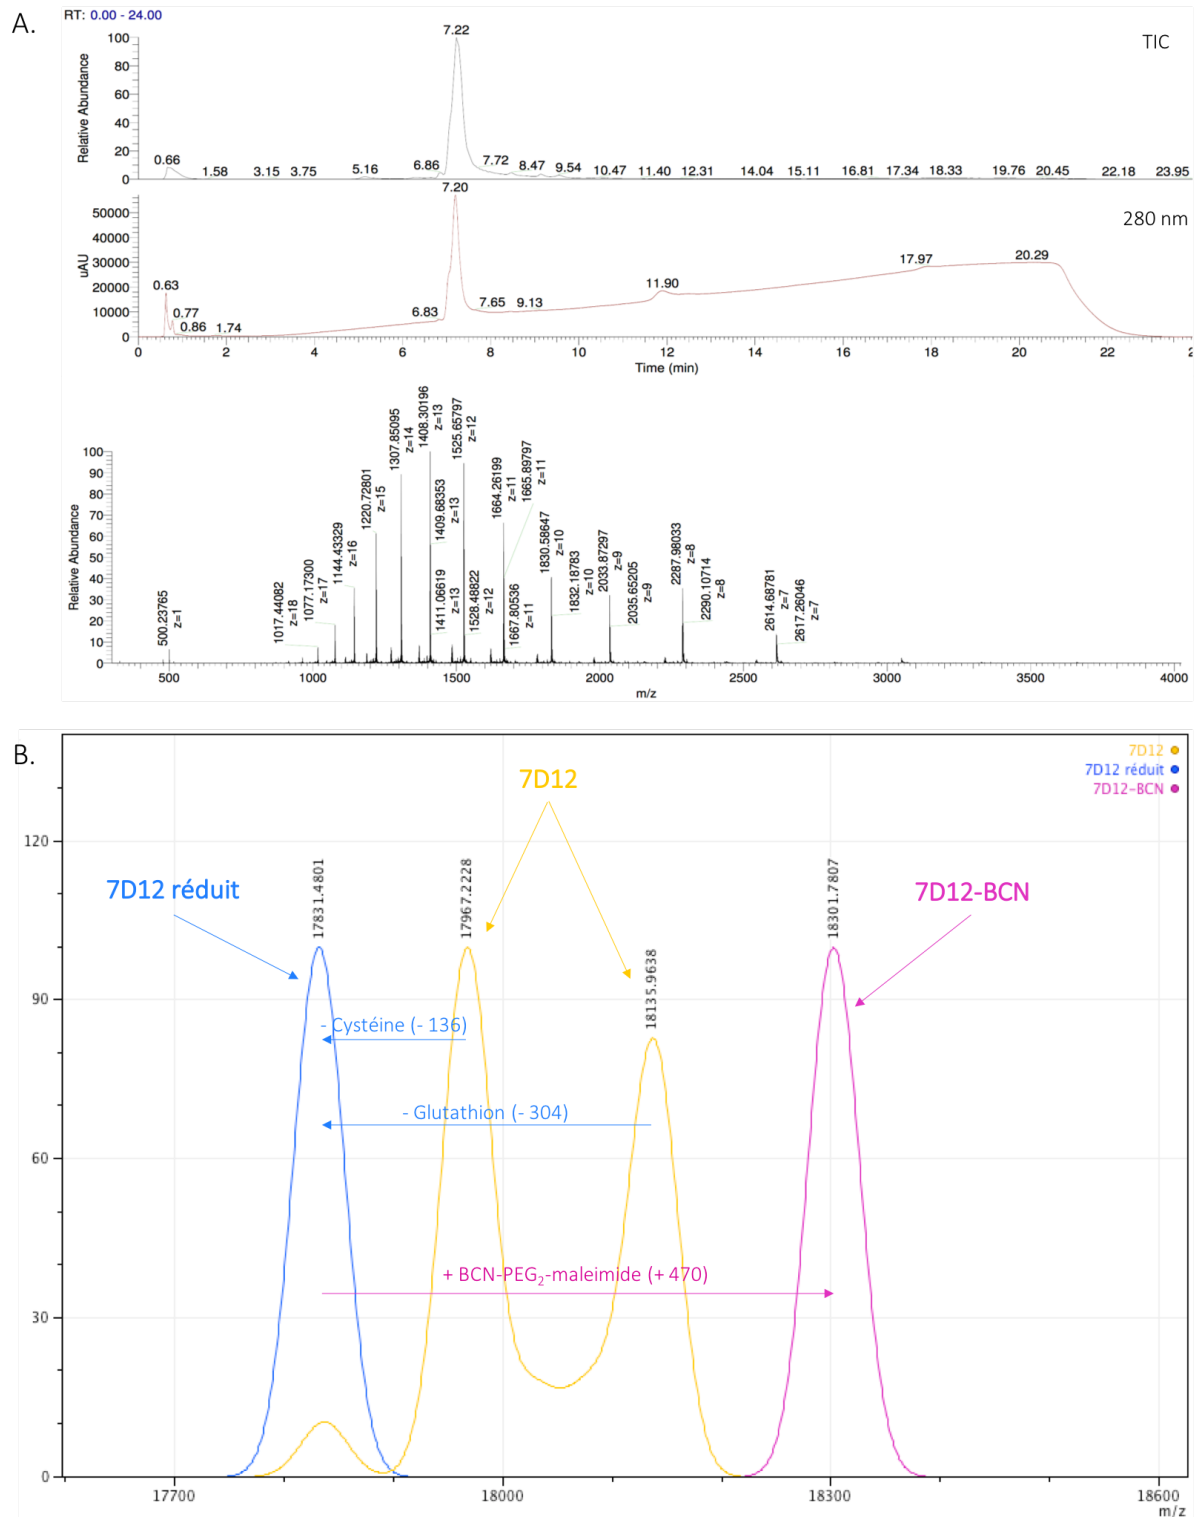 A.
RT: 0.00 - 24.00
TIC
Relative Abundance
100
80
60
40
20
0
0.66
1.58
3.15
3.75
5.16
6.86
7.22
7.72
8.47
9.54
10.47
11.40
12.31
14.04
15.11
16.81
17.34
18.33
19.76
20.45
22.18
23.95
280 nm
uAU
50000
40000
30000
20000
10000
0
0.63
0.77
0.86
1.74
6.83
7.20
7.65
9.13
11.90
17.97
20.29
0 2 4 6 8 10 12 14 16 18 20 22 2
Time (min)
Relative Abundance
100
90
80
70
60
50
40
30
20
10
0
500.23765
z=1
1017.44082
z=18
1077.17300
z=17
1144.43329
z=16
1220.72801
z=15
1307.85095
z=14
1408.30196
z=13
1409.68353
z=13
1411.06619
z=13
1525.65797
z=12
1528.48822
z=12
1664.26199
z=11
1665.89797
z=11
1667.80536
z=11
1830.58647
z=10
1832.18783
z=10
2033.87297
z=9
2035.65205
z=9
2287.98033
z=8
2290.10714
z=8
2614.68781
z=7
2617.26046
z=7
500 1000 1500 2000 2500 3000 3500 4000
m/z
B.
7D12
7D12 réduit
7D12-BCN
7D12
7D12 réduit
7D12-BCN
17831.4801
17967.2228
18135.9638
18301.7807
- Cystéine (- 136)
- Glutathion (- 304)
+ BCN-PEG₂-maleimide (+ 470)
120
90
60
30
0
17700 18000 18300 18600
m/z